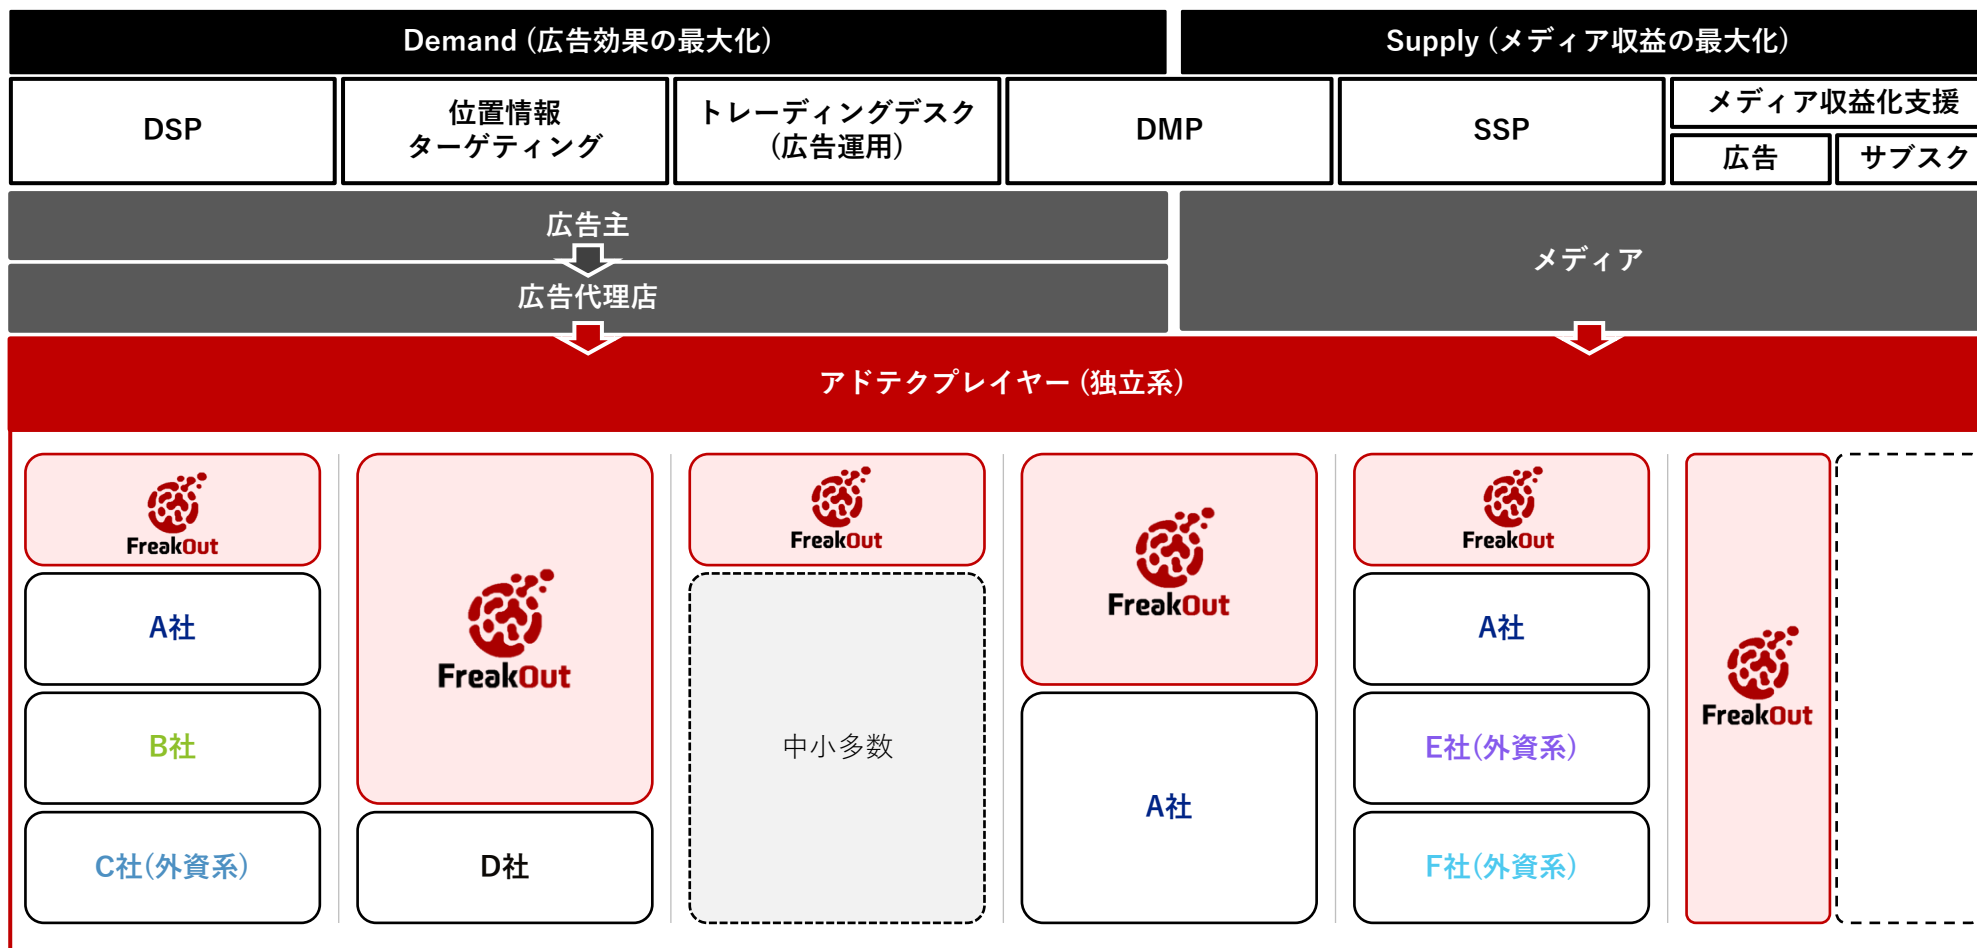 Demand (広告効果の最大化)
Supply (メディア収益の最大化)
DSP
位置情報
ターゲティング
トレーディングデスク
(広告運用)
DMP
SSP
メディア収益化支援
広告
サブスク
広告主
広告代理店
メディア
アドテクプレイヤー (独立系)
FreakOut
A社
B社
C社(外資系)
FreakOut
D社
FreakOut
中小多数
FreakOut
A社
FreakOut
A社
E社(外資系)
F社(外資系)
FreakOut